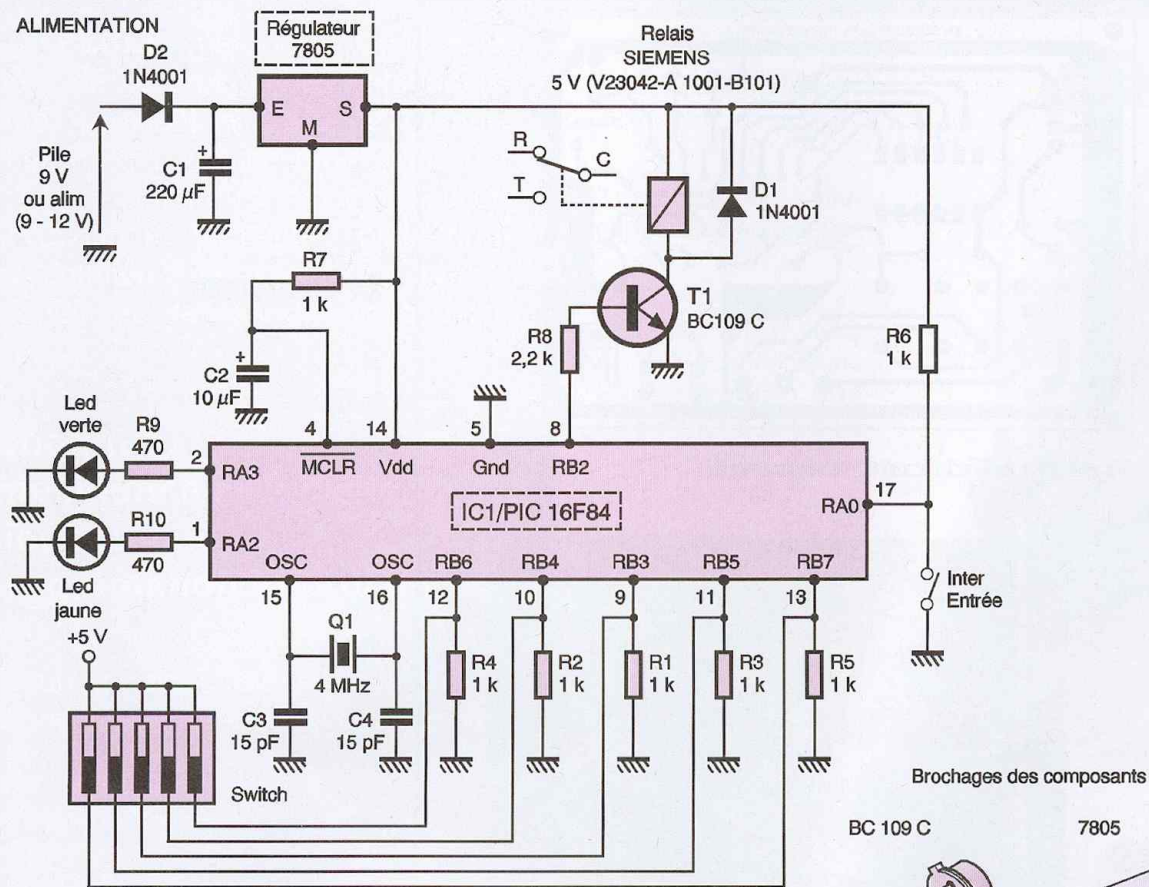 ALIMENTATION
D2
1N4001
Régulateur
7805
E
S
M
Pile
9 V
ou alim
(9 - 12 V)
+
C1
220 µF
Relais
SIEMENS
5 V (V23042-A 1001-B101)
R
C
T
D1
1N4001
R7
1 k
T1
BC109 C
R8
2,2 k
R6
1 k
+
C2
10 µF
Led
verte
R9
470
2
RA3
4
MCLR
14
Vdd
5
Gnd
8
RB2
17
RA0
IC1/PIC 16F84
R10
470
1
RA2
Led
jaune
OSC
15
OSC
16
RB6
12
RB4
10
RB3
9
RB5
11
RB7
13
Inter
Entrée
+5 V
Q1
4 MHz
C3
15 pF
C4
15 pF
R4
1 k
R2
1 k
R1
1 k
R3
1 k
R5
1 k
Switch
Brochages des composants
BC 109 C
7805